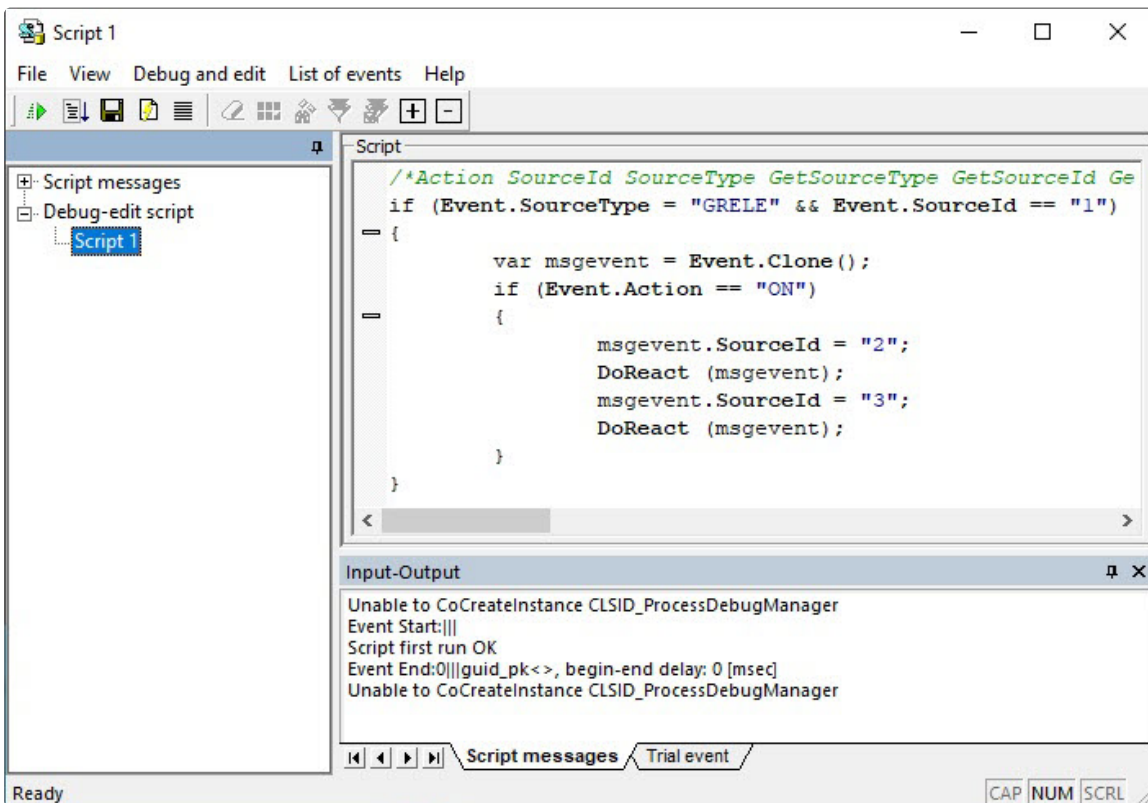 Script 1
File View Debug and edit List of events Help
Script messages
Debug-edit script
Script 1
Script
/*Action SourceId SourceType GetSourceType GetSourceId Ge
if (Event.SourceType = "GRELE" && Event.SourceId == "1")
{
var msgevent = Event.Clone();
if (Event.Action == "ON")
{
msgevent.SourceId = "2";
DoReact (msgevent);
msgevent.SourceId = "3";
DoReact (msgevent);
}
}
Input-Output
Unable to CoCreateInstance CLSID_ProcessDebugManager
Event Start:|||
Script first run OK
Event End:0|||guid_pk<>, begin-end delay: 0 [msec]
Unable to CoCreateInstance CLSID_ProcessDebugManager
Script messages Trial event
Ready CAP NUM SCRL